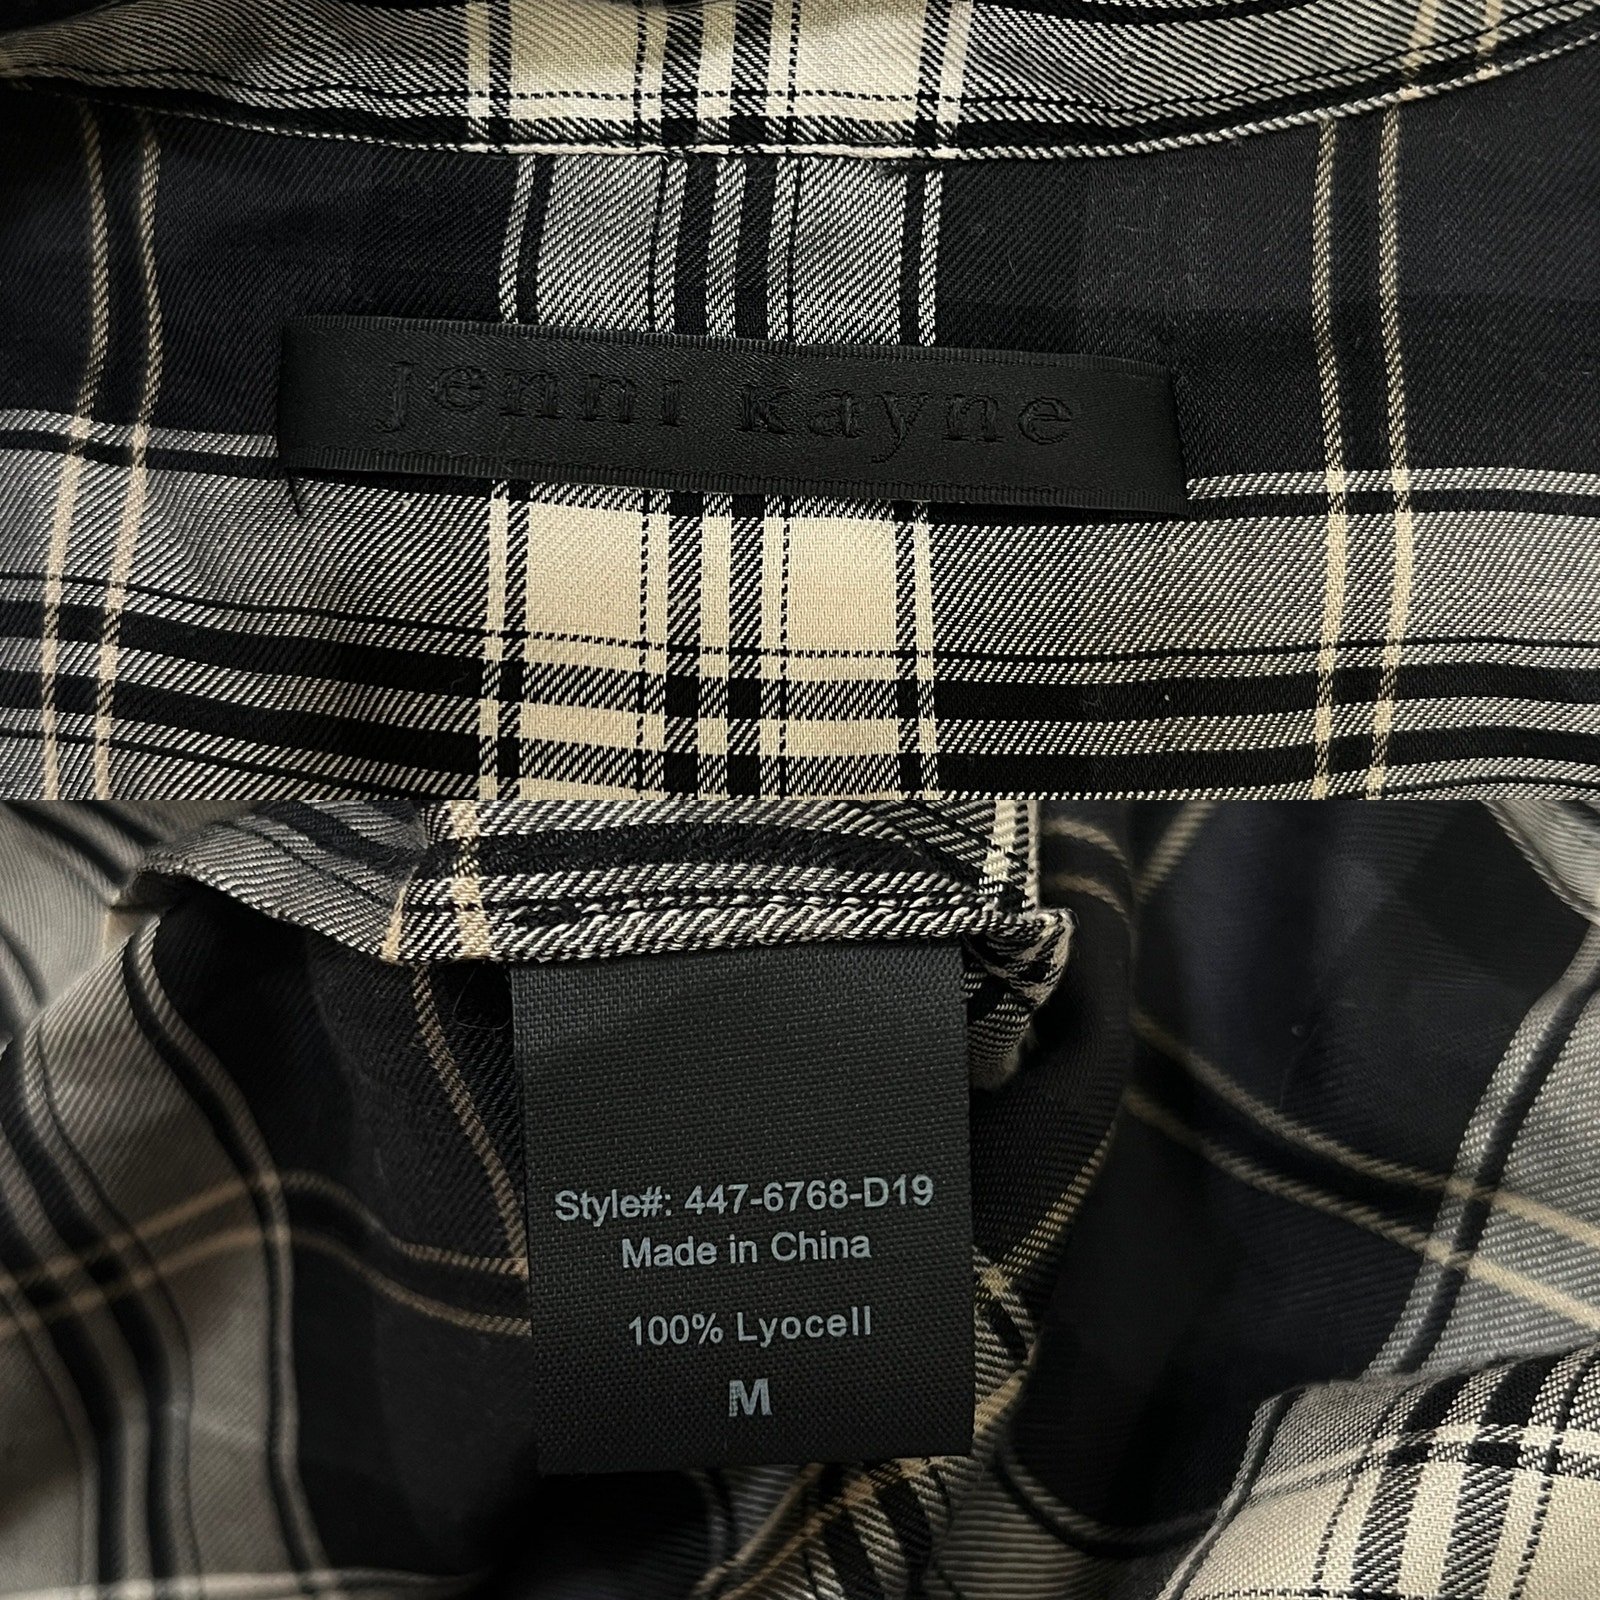 jenni kayne
Style#: 447-6768-D19
Made in China
100% Lyocell
M